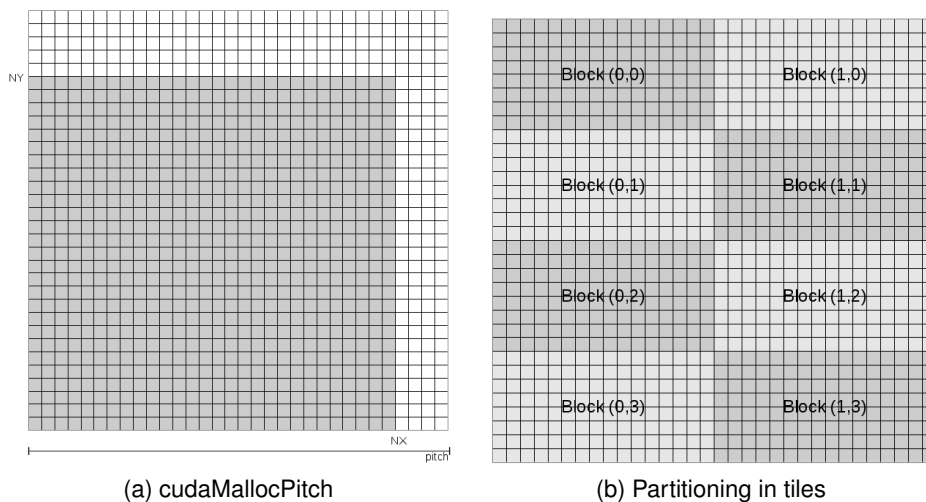 NY
NX
pitch
(a) cudaMallocPitch
Block (0,0)
Block (1,0)
Block (0,1)
Block (1,1)
Block (0,2)
Block (1,2)
Block (0,3)
Block (1,3)
(b) Partitioning in tiles